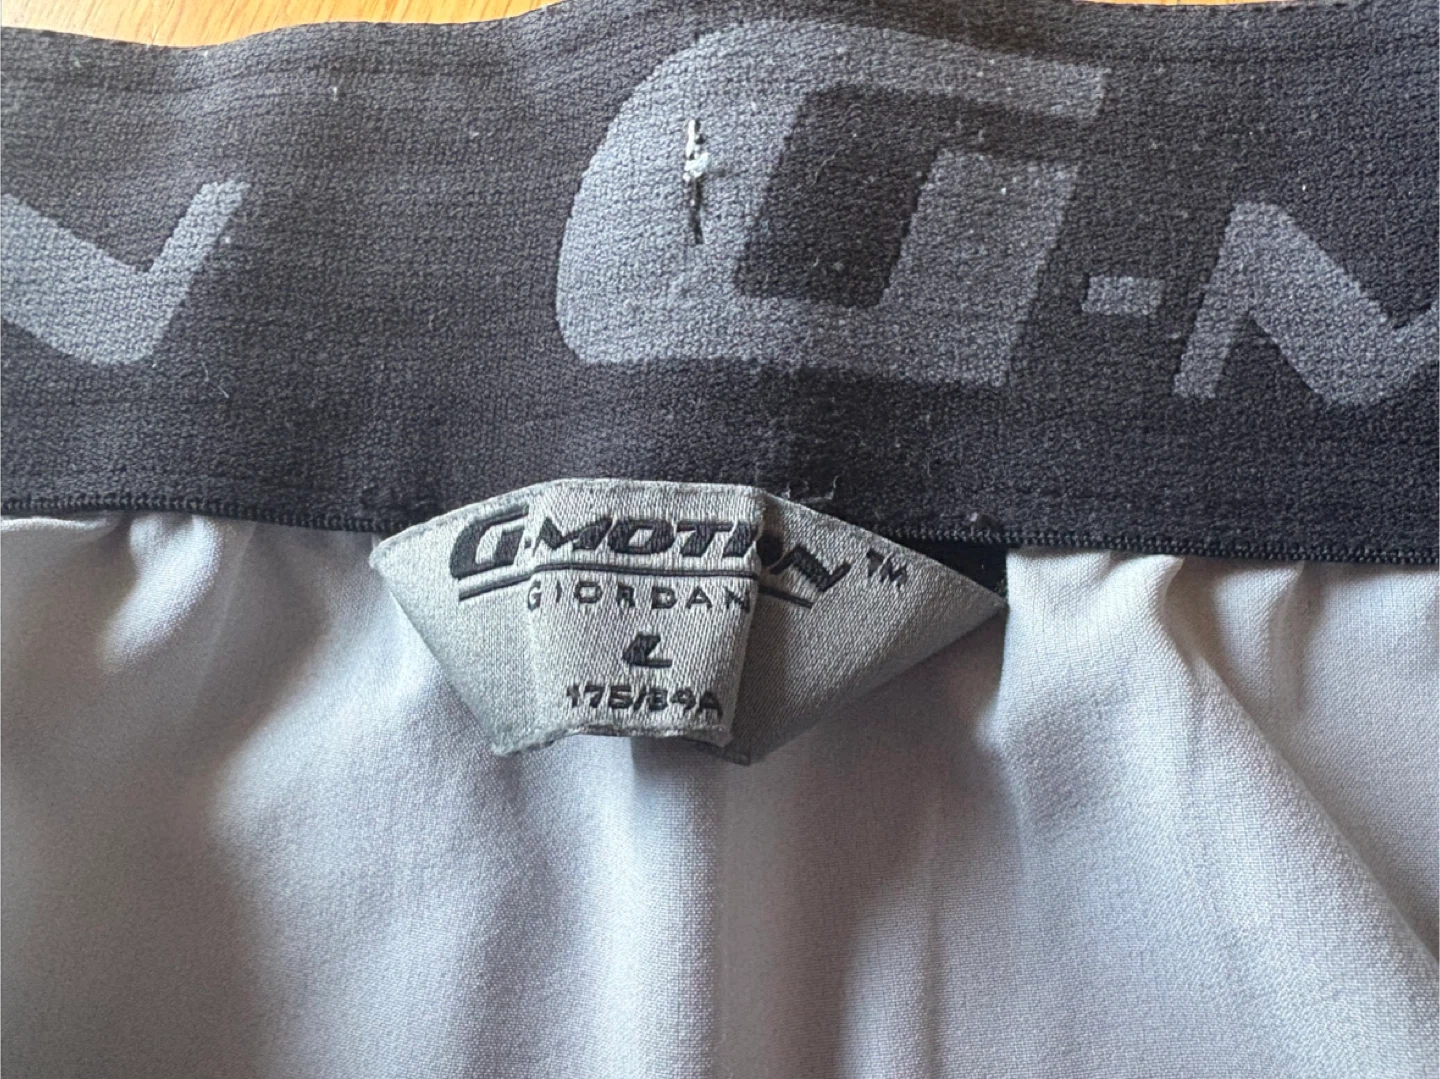 G-M
G-MOTION™
GIORDAN
L
175/84A